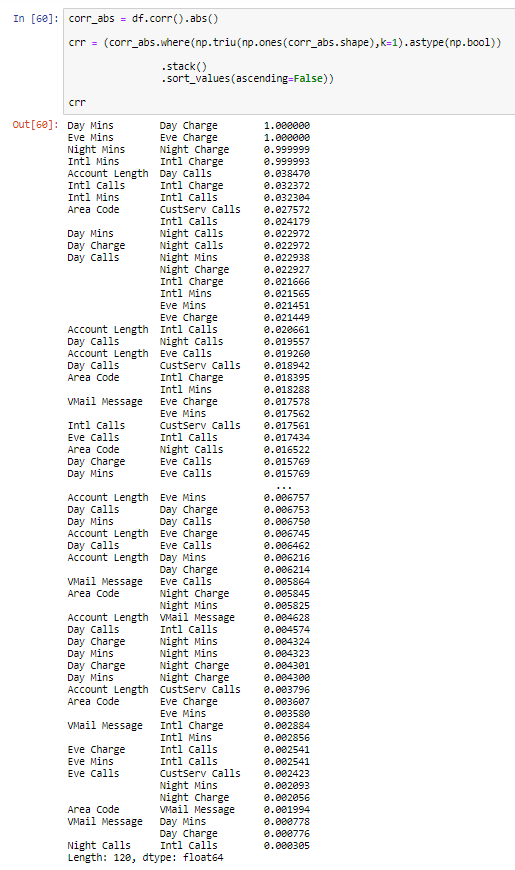 In [60]: corr_abs = df.corr().abs()
crr = (corr_abs.where(np.triu(np.ones(corr_abs.shape),k=1).astype(np.bool))
.stack()
.sort_values(ascending=False))
crr
Out[60]: Day Mins Day Charge 1.000000
Eve Mins Eve Charge 1.000000
Night Mins Night Charge 0.999999
Intl Mins Intl Charge 0.999993
Account Length Day Calls 0.038470
Intl Calls Intl Charge 0.032372
Intl Mins Intl Calls 0.032304
Area Code CustServ Calls 0.027572
Intl Calls 0.024179
Day Mins Night Calls 0.022972
Day Charge Night Calls 0.022972
Day Calls Night Mins 0.022938
Night Charge 0.022927
Intl Charge 0.021666
Intl Mins 0.021565
Eve Mins 0.021451
Eve Charge 0.021449
Account Length Intl Calls 0.020661
Day Calls Night Calls 0.019557
Account Length Eve Calls 0.019260
Day Calls CustServ Calls 0.018942
Area Code Intl Charge 0.018395
Intl Mins 0.018288
VMail Message Eve Charge 0.017578
Eve Mins 0.017562
Intl Calls CustServ Calls 0.017561
Eve Calls Intl Calls 0.017434
Area Code Night Calls 0.016522
Day Charge Eve Calls 0.015769
Day Mins Eve Calls 0.015769
...
Account Length Eve Mins 0.006757
Day Calls Day Charge 0.006753
Day Mins Day Calls 0.006750
Account Length Eve Charge 0.006745
Day Calls Eve Calls 0.006462
Account Length Day Mins 0.006216
Day Charge 0.006214
VMail Message Eve Calls 0.005864
Area Code Night Charge 0.005845
Night Mins 0.005825
Account Length VMail Message 0.004628
Day Calls Intl Calls 0.004574
Day Charge Night Mins 0.004324
Day Mins Night Mins 0.004323
Day Charge Night Charge 0.004301
Day Mins Night Charge 0.004300
Account Length CustServ Calls 0.003796
Area Code Eve Charge 0.003607
Eve Mins 0.003580
VMail Message Intl Charge 0.002884
Intl Mins 0.002856
Eve Charge Intl Calls 0.002541
Eve Mins Intl Calls 0.002541
Eve Calls CustServ Calls 0.002423
Night Mins 0.002093
Night Charge 0.002056
Area Code VMail Message 0.001994
VMail Message Day Mins 0.000778
Day Charge 0.000776
Night Calls Intl Calls 0.000305
Length: 120, dtype: float64